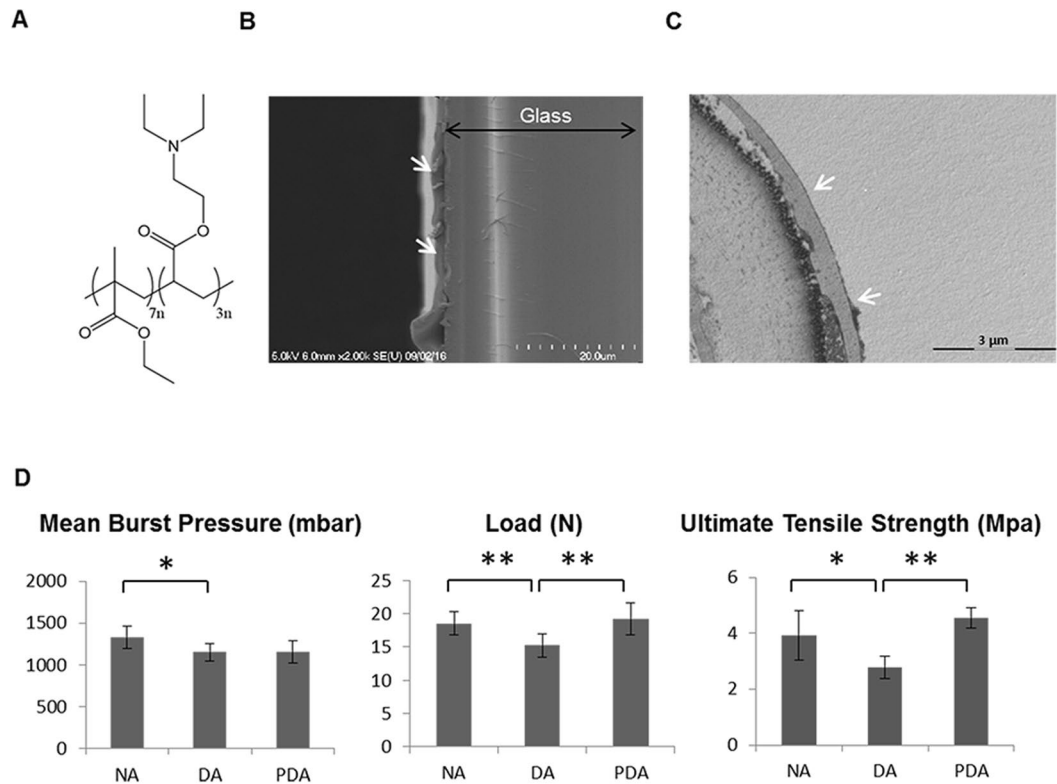 A
B
C
N
O
O
7n
3n
O
O
Glass
5.0kV 6.0mm x2.00k SE(U) 09/02/16
20.0um
3 µm
D
Mean Burst Pressure (mbar)
*
2000
1500
1000
500
0
NA DA PDA
Load (N)
** **
25
20
15
10
5
0
NA DA PDA
Ultimate Tensile Strength (Mpa)
* **
6
4
2
0
NA DA PDA